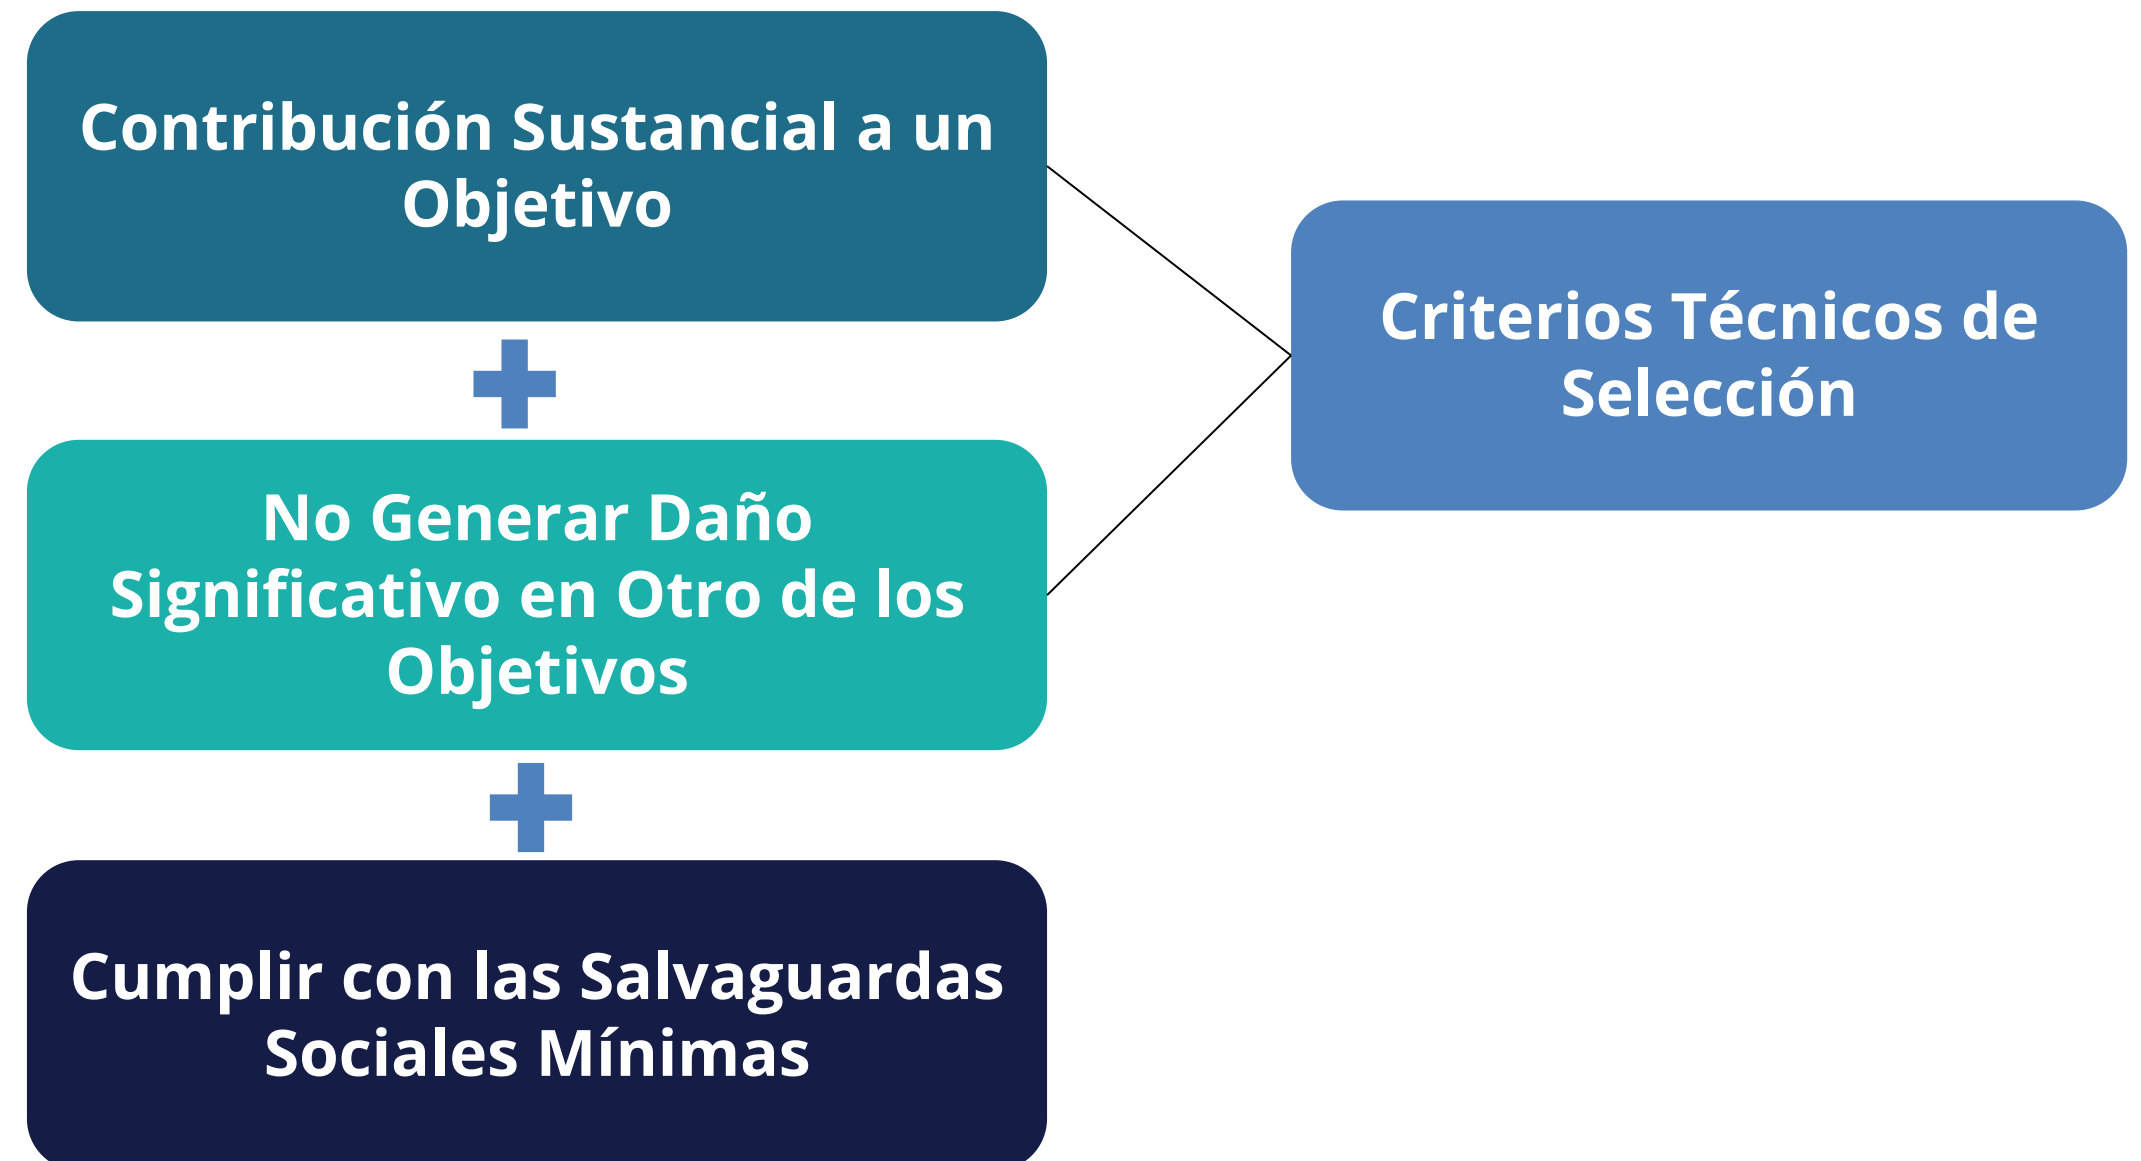 Contribución Sustancial a un
Objetivo
No Generar Daño
Significativo en Otro de los
Objetivos
Cumplir con las Salvaguardas
Sociales Mínimas
Criterios Técnicos de
Selección